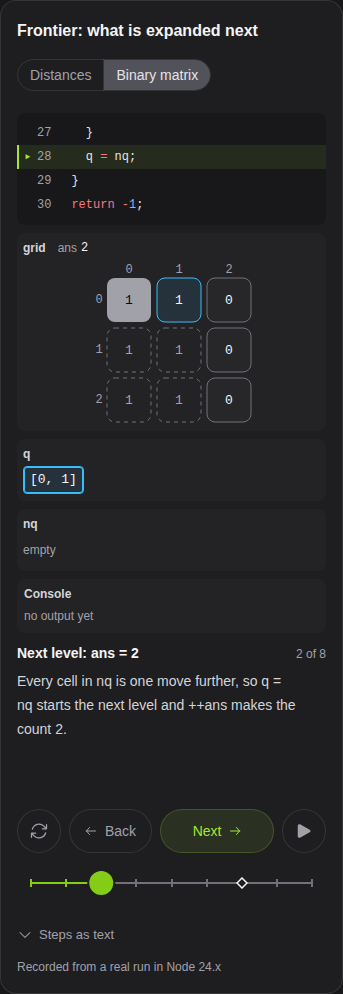 Frontier: what is expanded next
Distances Binary matrix
27 }
28 q = nq;
29 }
30 return -1;
grid ans 2
0 1 2
0 1 1 0
1 1 1 0
2 1 1 0
q
[0, 1]
nq
empty
Console
no output yet
Next level: ans = 2 2 of 8
Every cell in nq is one move further, so q =
nq starts the next level and ++ans makes the
count 2.
Back Next
Steps as text
Recorded from a real run in Node 24.x